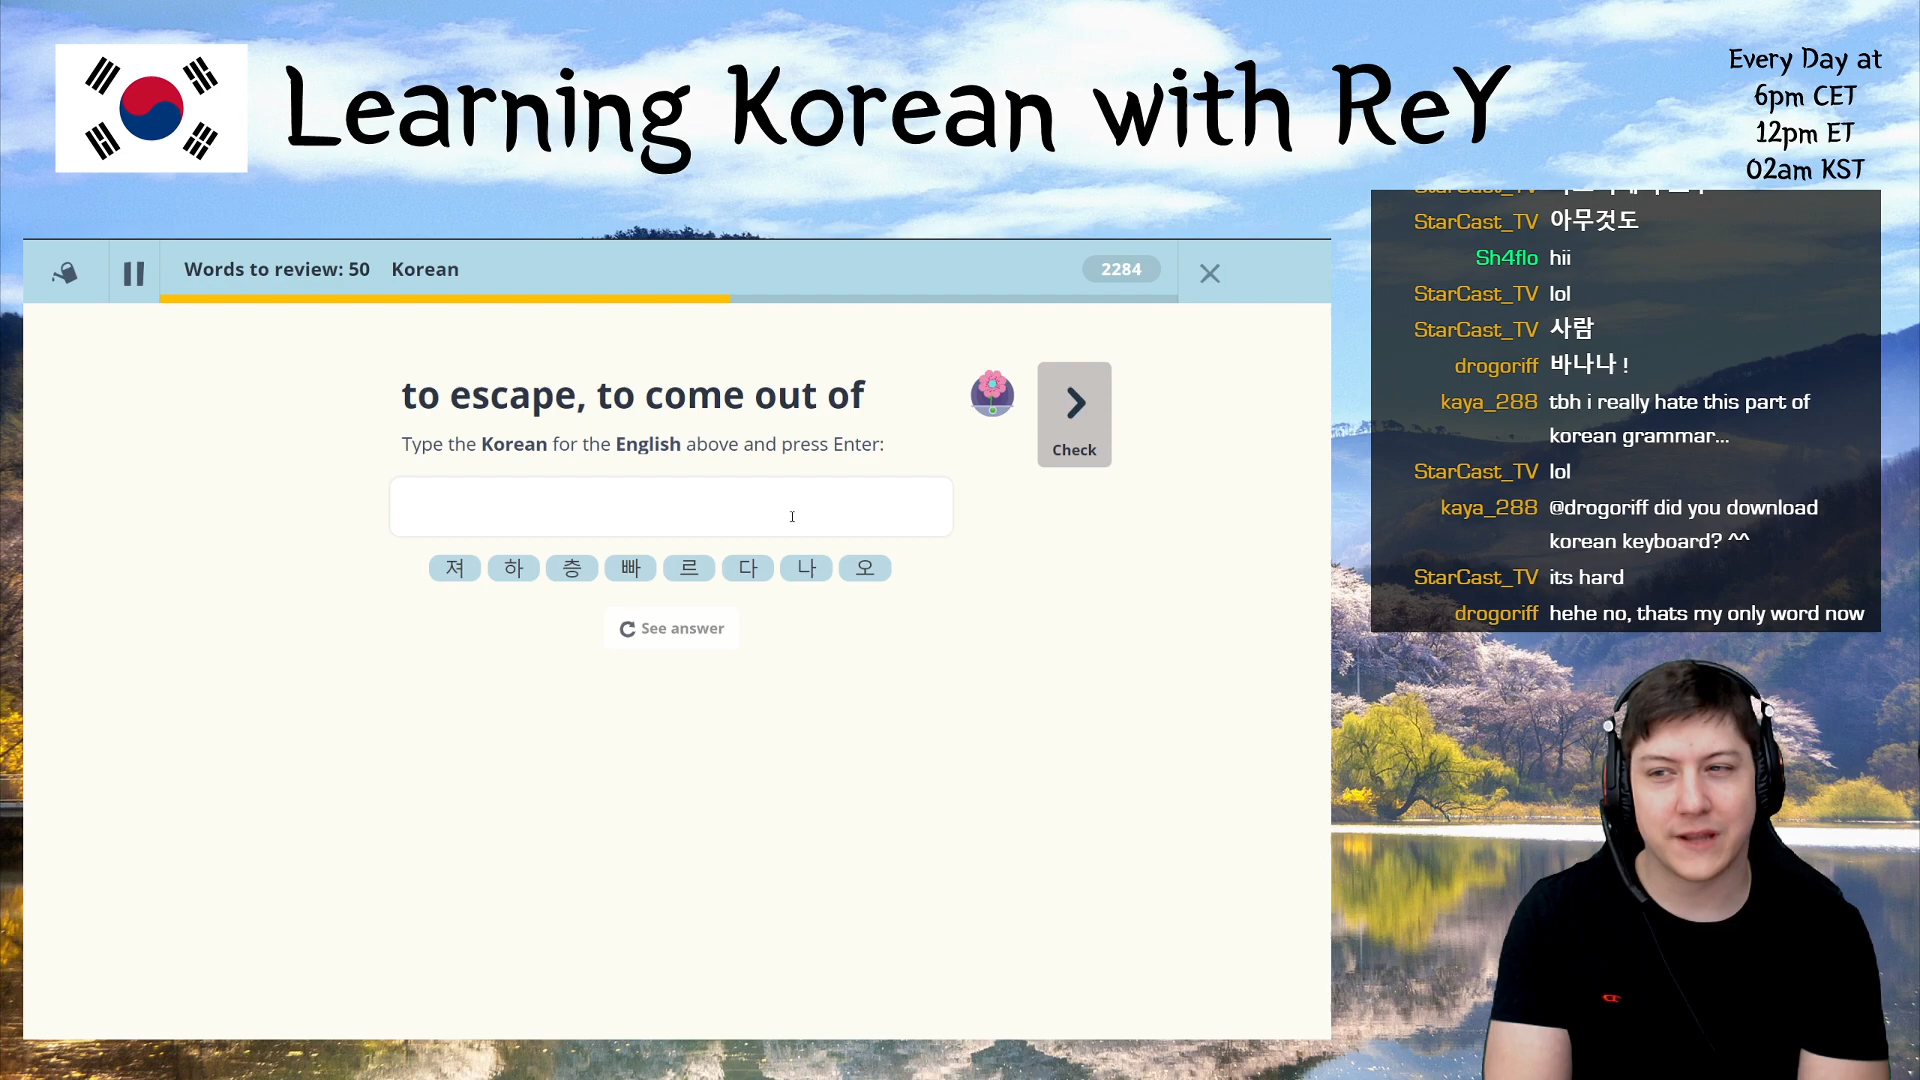 Learning Korean with ReY
Every Day at
6pm CET
12pm ET
02am KST
Words to review: 50 Korean
2284
to escape, to come out of
Type the Korean for the English above and press Enter:
Check
져 하 층 빠 르 다 나 오
See answer
StarCast_TV 아무것도
Sh4flo hii
StarCast_TV lol
StarCast_TV 사람
drogoriff 바나나 !
kaya_288 tbh i really hate this part of
korean grammar...
StarCast_TV lol
kaya_288 @drogoriff did you download
korean keyboard? ^^
StarCast_TV its hard
drogoriff hehe no, thats my only word now